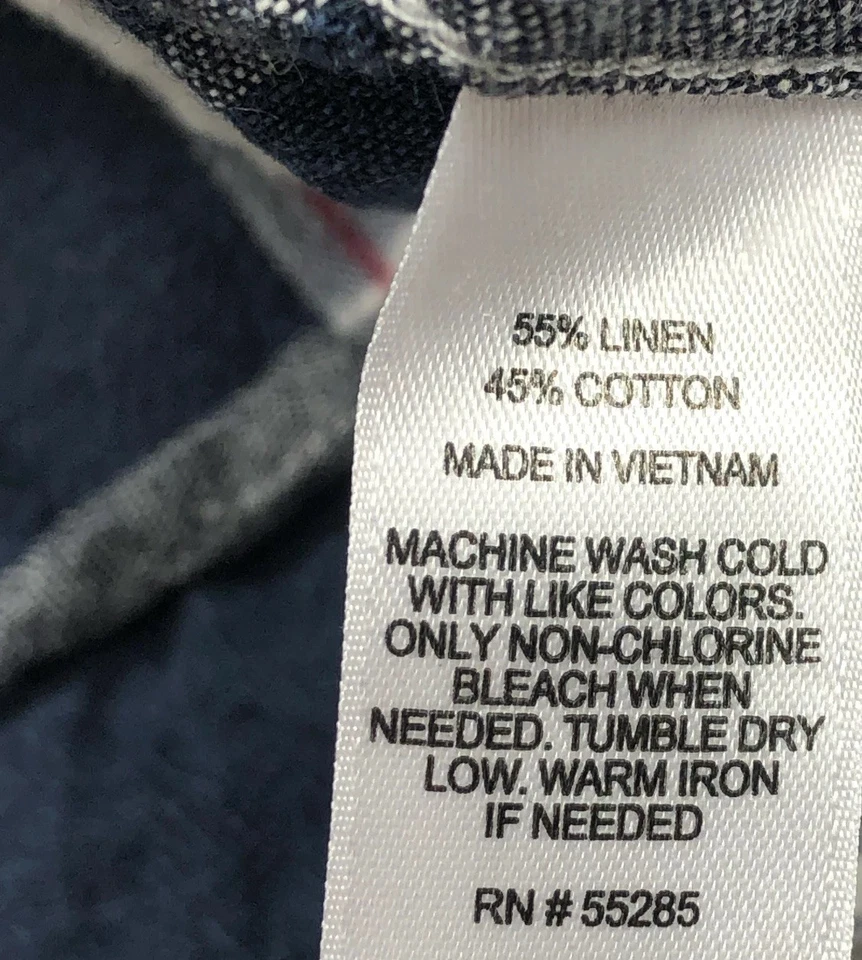 55% LINEN
45% COTTON
MADE IN VIETNAM
MACHINE WASH COLD
WITH LIKE COLORS.
ONLY NON-CHLORINE
BLEACH WHEN
NEEDED. TUMBLE DRY
LOW. WARM IRON
IF NEEDED
RN # 55285